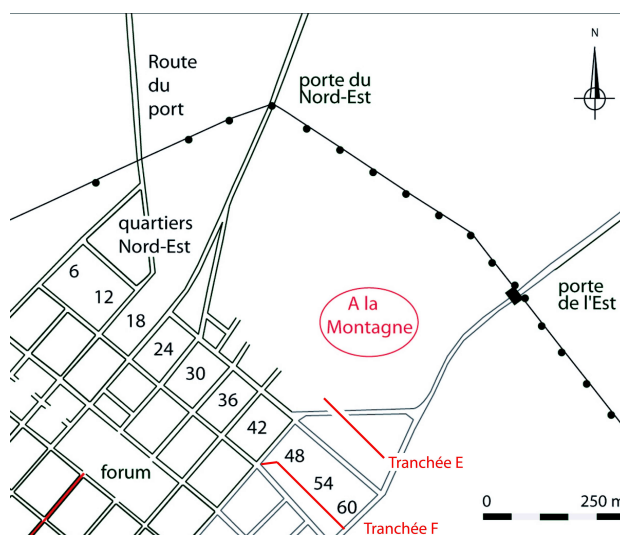 N
Route
du
port
porte du
Nord-Est
quartiers
Nord-Est
6
12
18
24
30
36
42
48
54
60
A la
Montagne
porte
de l'Est
forum
Tranchée E
Tranchée F
0
250 m